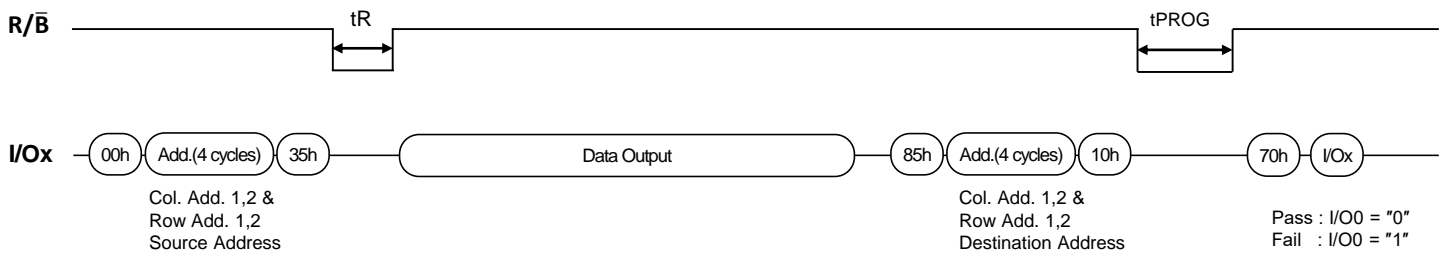 R/B̄
tR
tPROG
I/Ox
00h
Add.(4 cycles)
35h
Data Output
85h
Add.(4 cycles)
10h
70h
I/Ox
Col. Add. 1,2 &
Row Add. 1,2
Source Address
Col. Add. 1,2 &
Row Add. 1,2
Destination Address
Pass : I/O0 = "0"
Fail : I/O0 = "1"